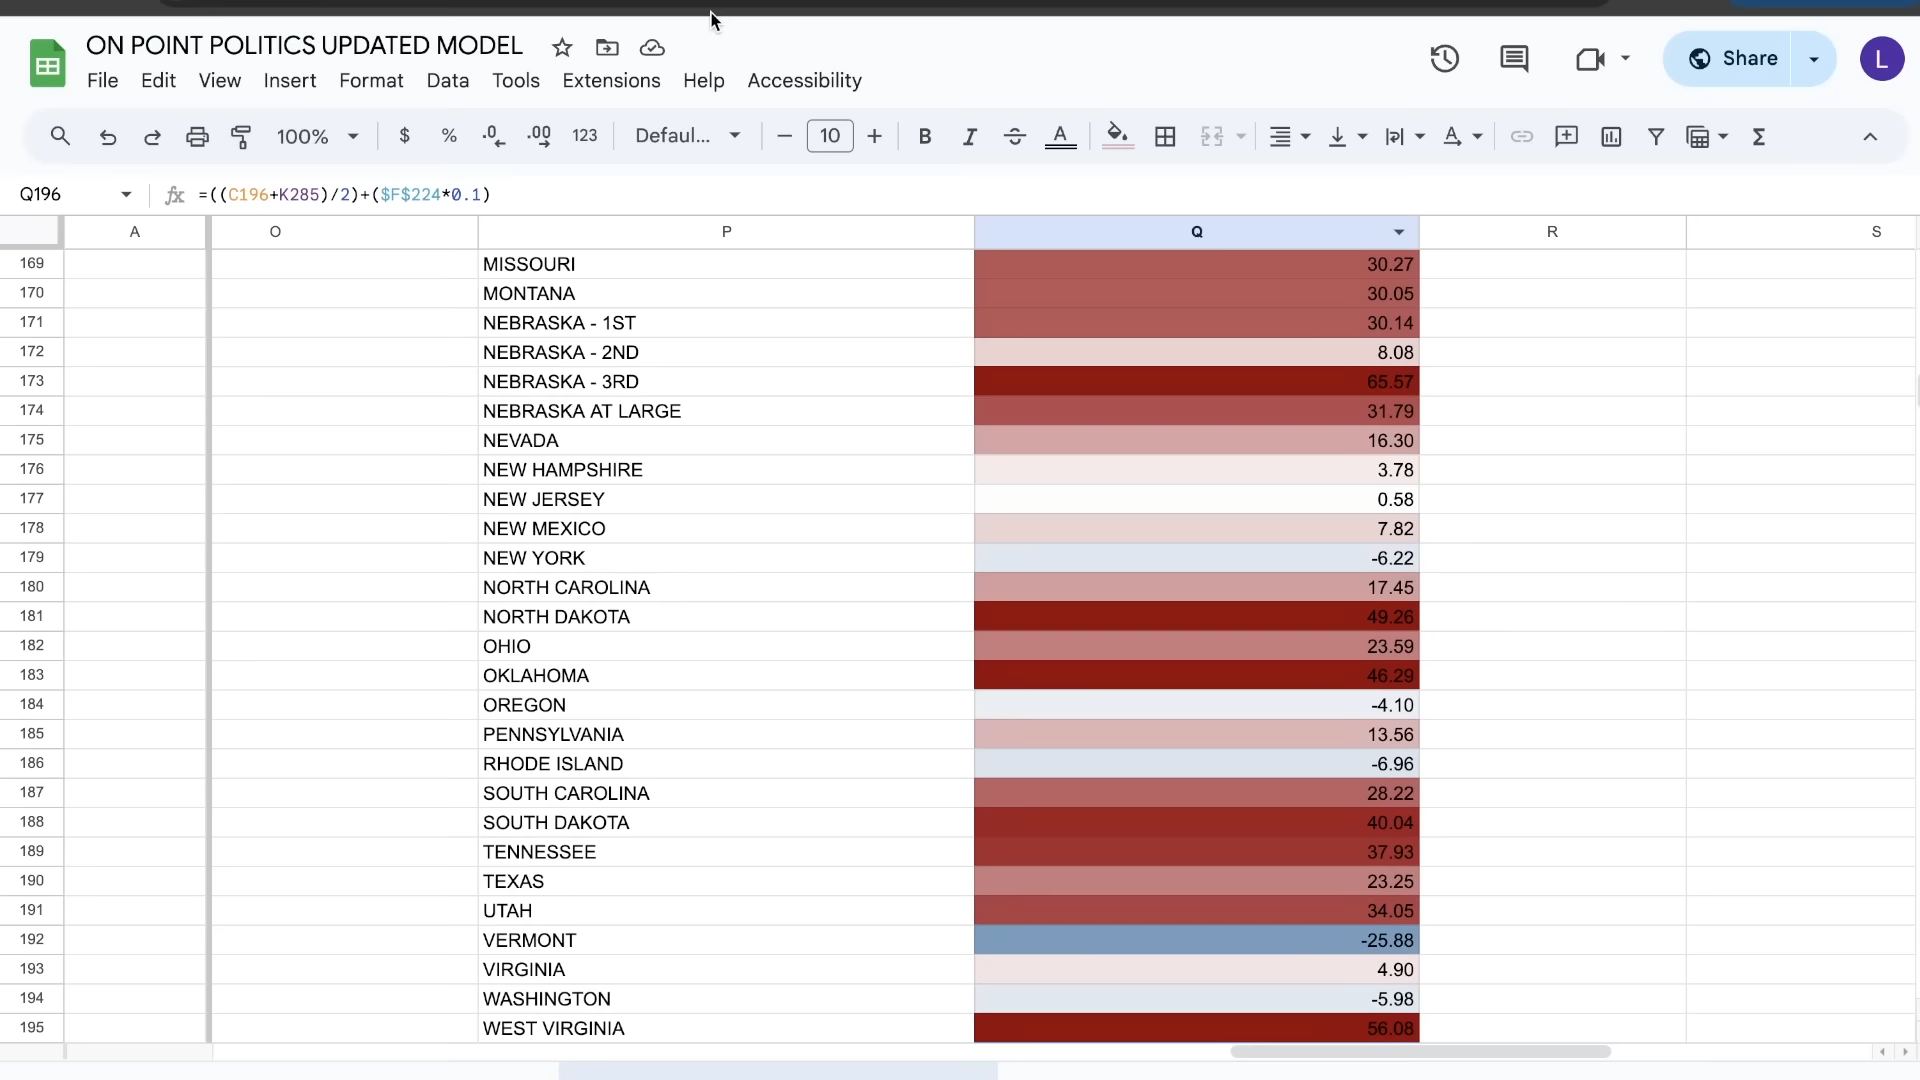 ON POINT POLITICS UPDATED MODEL
File Edit View Insert Format Data Tools Extensions Help Accessibility
Share
L
100% $ % .0 .00 123 Defaul... 10 B I A A Σ
Q196 fx =((C196+K285)/2)+($F$224*0.1)
A O P Q R S
169 MISSOURI 30.27
170 MONTANA 30.05
171 NEBRASKA - 1ST 30.14
172 NEBRASKA - 2ND 8.08
173 NEBRASKA - 3RD 65.57
174 NEBRASKA AT LARGE 31.79
175 NEVADA 16.30
176 NEW HAMPSHIRE 3.78
177 NEW JERSEY 0.58
178 NEW MEXICO 7.82
179 NEW YORK -6.22
180 NORTH CAROLINA 17.45
181 NORTH DAKOTA 49.26
182 OHIO 23.59
183 OKLAHOMA 46.29
184 OREGON -4.10
185 PENNSYLVANIA 13.56
186 RHODE ISLAND -6.96
187 SOUTH CAROLINA 28.22
188 SOUTH DAKOTA 40.04
189 TENNESSEE 37.93
190 TEXAS 23.25
191 UTAH 34.05
192 VERMONT -25.88
193 VIRGINIA 4.90
194 WASHINGTON -5.98
195 WEST VIRGINIA 56.08